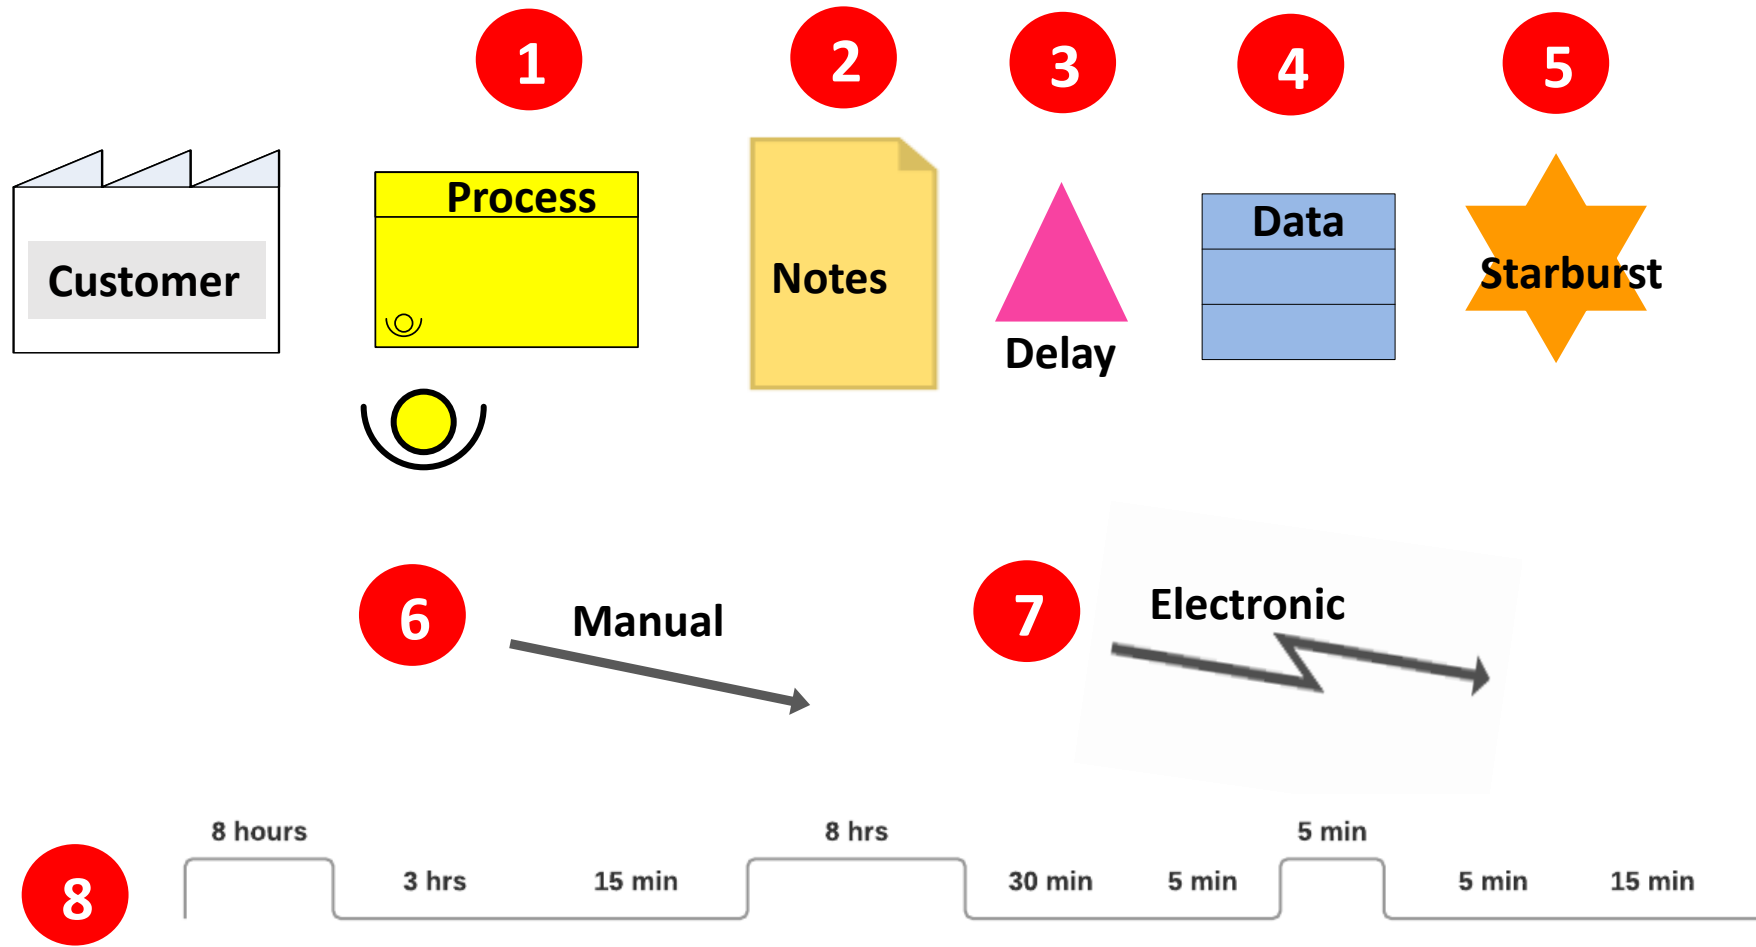 1
2
3
4
5
Customer
Process
Notes
Delay
Data
Starburst
6
Manual
7
Electronic
8
8 hours
3 hrs
15 min
8 hrs
30 min
5 min
5 min
5 min
15 min